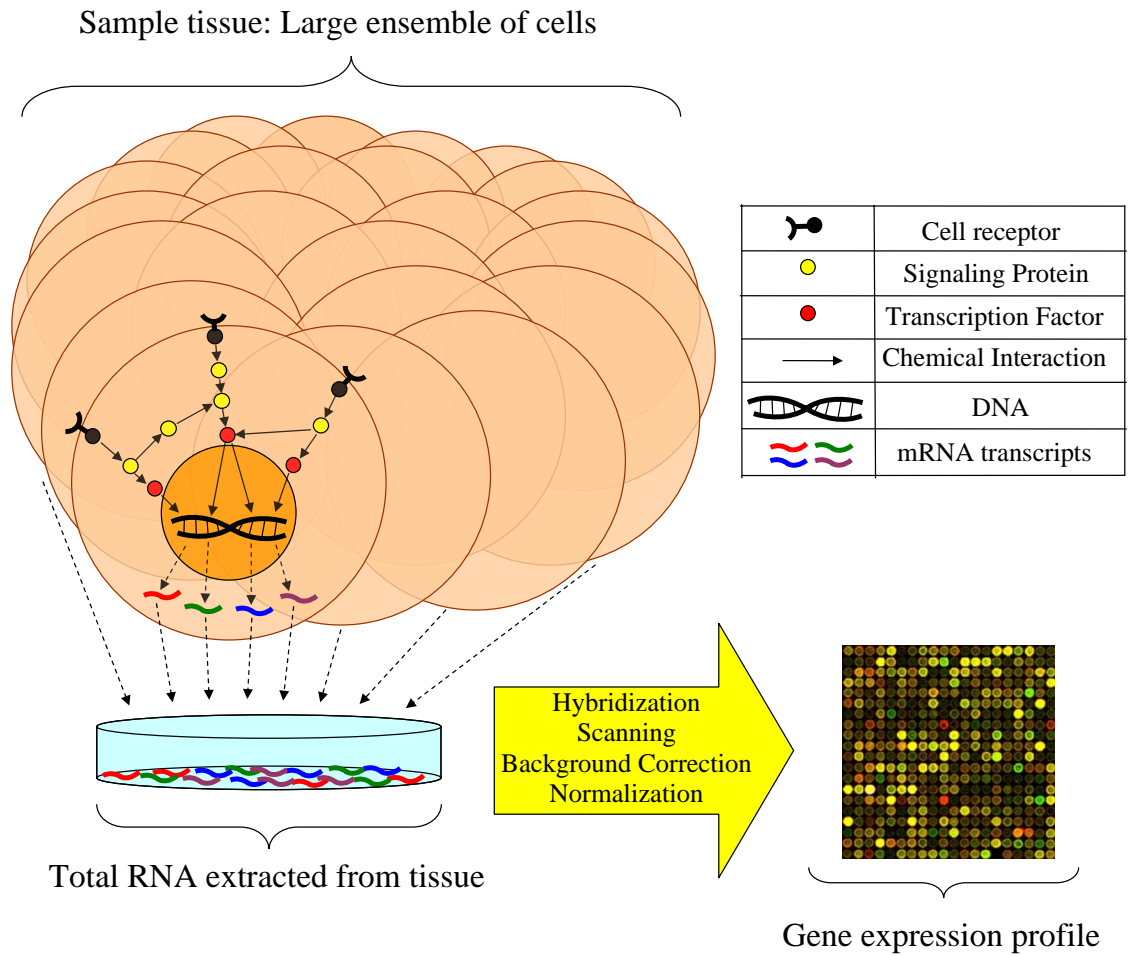 Sample tissue: Large ensemble of cells
Cell receptor
Signaling Protein
Transcription Factor
Chemical Interaction
DNA
mRNA transcripts
Hybridization
Scanning
Background Correction
Normalization
Total RNA extracted from tissue
Gene expression profile